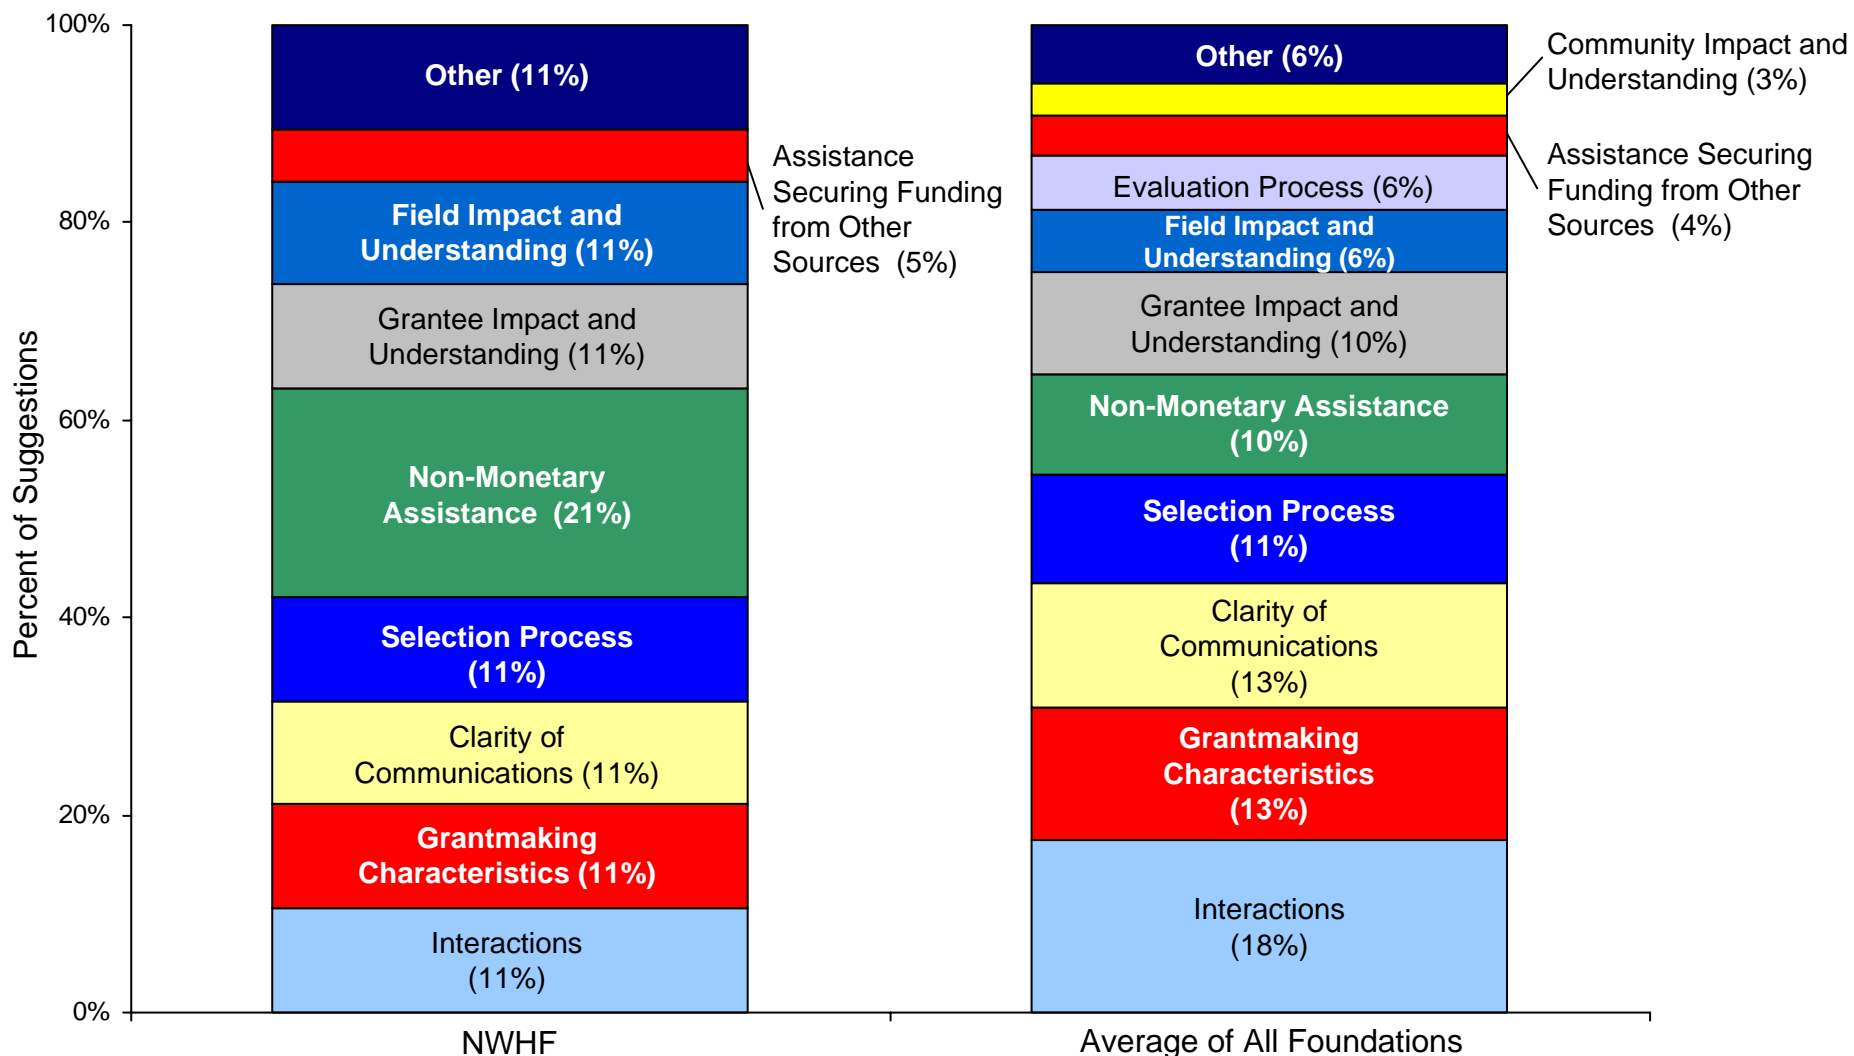 Percent of Suggestions
100%
80%
60%
40%
20%
0%
Other (11%)
Assistance
Securing Funding
from Other
Sources  (5%)
Field Impact and
Understanding (11%)
Grantee Impact and
Understanding (11%)
Non-Monetary
Assistance  (21%)
Selection Process
(11%)
Clarity of
Communications (11%)
Grantmaking
Characteristics (11%)
Interactions
(11%)
NWHF
Other (6%)
Community Impact and
Understanding (3%)
Assistance Securing
Funding from Other
Sources  (4%)
Evaluation Process (6%)
Field Impact and
Understanding (6%)
Grantee Impact and
Understanding (10%)
Non-Monetary Assistance
(10%)
Selection Process
(11%)
Clarity of
Communications
(13%)
Grantmaking
Characteristics
(13%)
Interactions
(18%)
Average of All Foundations